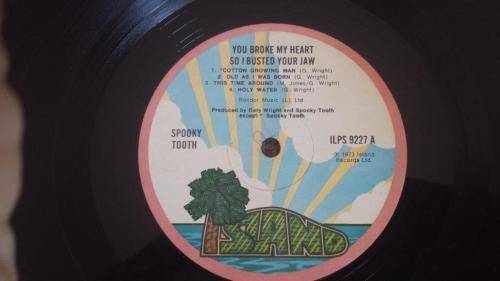 YOU BROKE MY HEART
SO I BUSTED YOUR JAW
1. *COTTON GROWING MAN (G. Wright)
2. OLD AS I WAS BORN (G. Wright)
3. THIS TIME AROUND (M. Jones/G. Wright)
4. HOLY WATER (G. Wright)
Rondor Music (L). Ltd
Produced by Gary Wright and Spooky Tooth
except * Spooky Tooth
SPOOKY
TOOTH
ILPS 9227 A
℗ 1973 Island
Records Ltd.
ISLAND